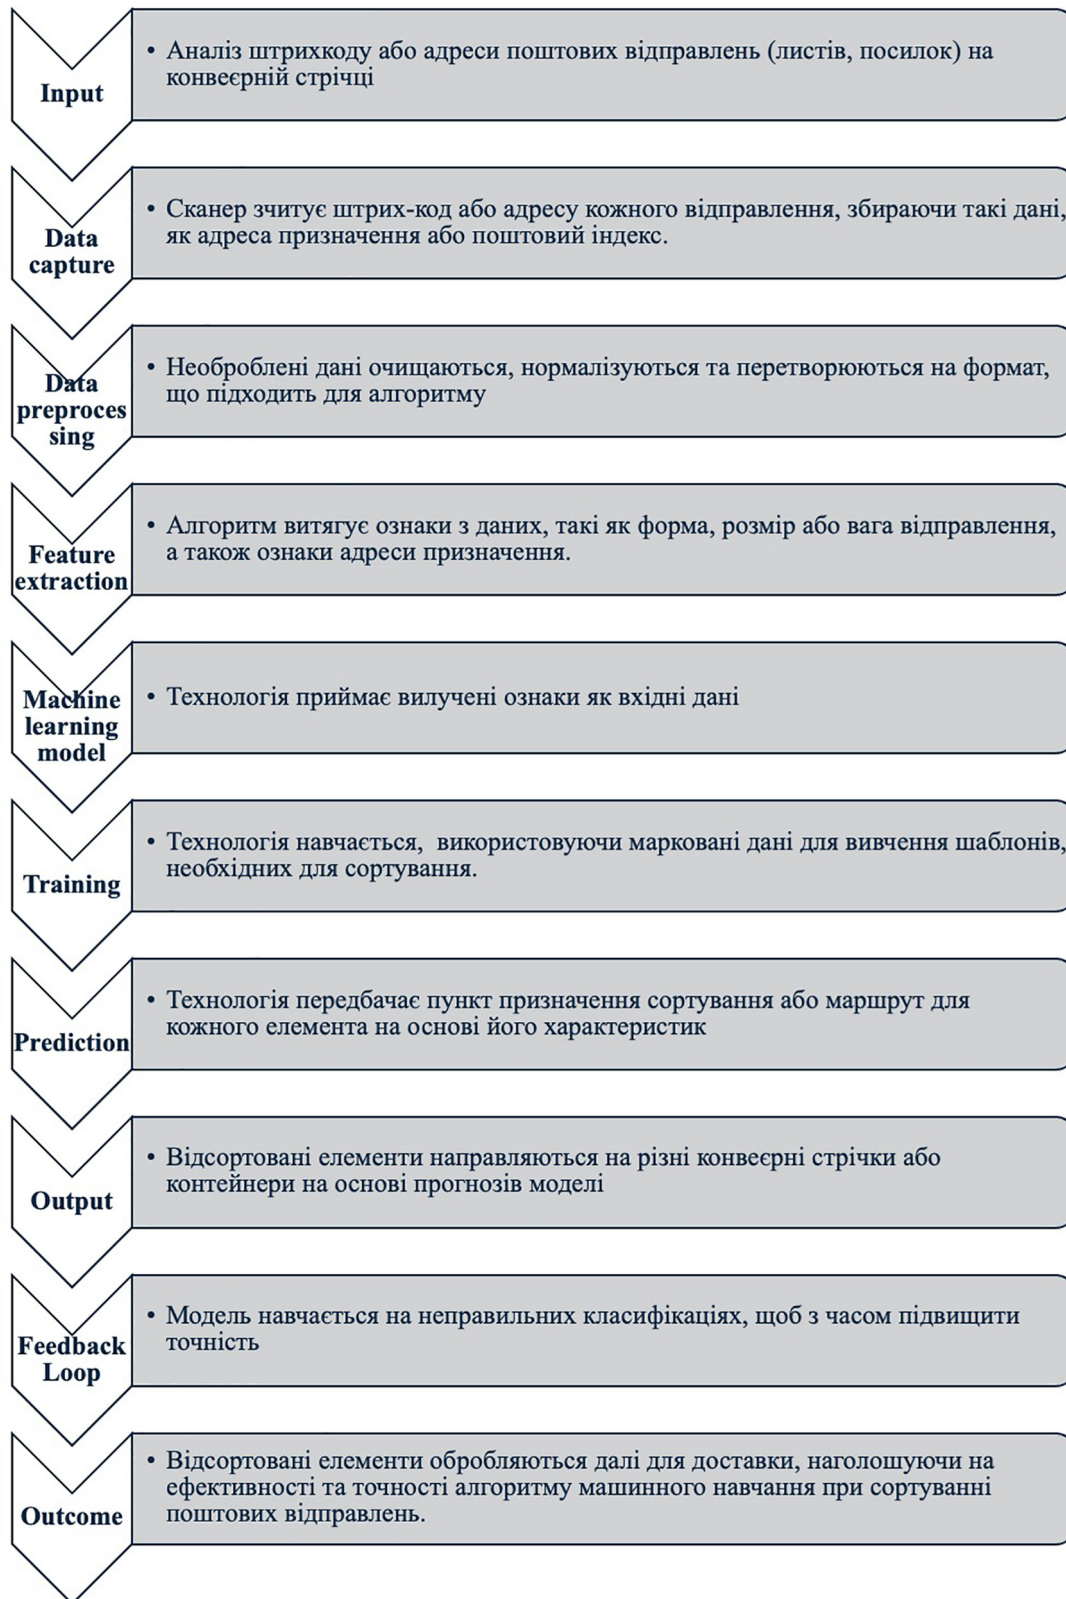 Input
• Аналіз штрихкоду або адреси поштових відправлень (листів, посилок) на
конвеєрній стрічці
Data
capture
• Сканер зчитує штрих-код або адресу кожного відправлення, збираючи такі дані,
як адреса призначення або поштовий індекс.
Data
preproces
sing
• Необроблені дані очищаються, нормалізуються та перетворюються на формат,
що підходить для алгоритму
Feature
extraction
• Алгоритм витягує ознаки з даних, такі як форма, розмір або вага відправлення,
а також ознаки адреси призначення.
Machine
learning
model
• Технологія приймає вилучені ознаки як вхідні дані
Training
• Технологія навчається,  використовуючи марковані дані для вивчення шаблонів,
необхідних для сортування.
Prediction
• Технологія передбачає пункт призначення сортування або маршрут для
кожного елемента на основі його характеристик
Output
• Відсортовані елементи направляються на різні конвеєрні стрічки або
контейнери на основі прогнозів моделі
Feedback
Loop
• Модель навчається на неправильних класифікаціях, щоб з часом підвищити
точність
Outcome
• Відсортовані елементи обробляються далі для доставки, наголошуючи на
ефективності та точності алгоритму машинного навчання при сортуванні
поштових відправлень.